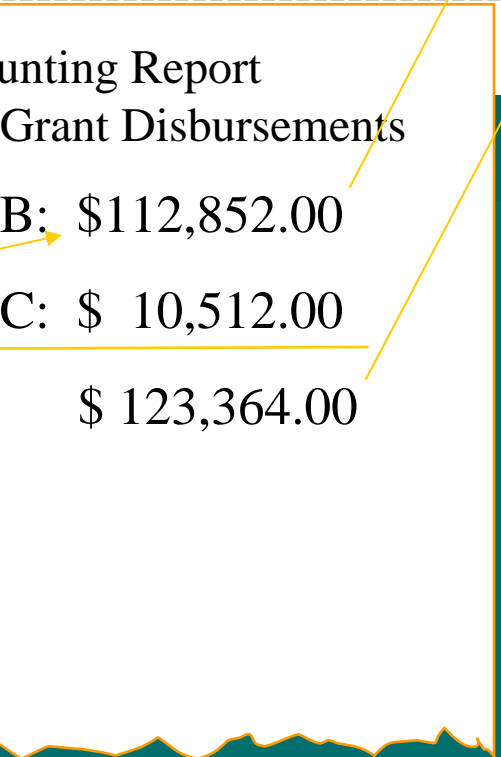 unting Report
Grant Disbursements
B: $112,852.00
C: $ 10,512.00
$ 123,364.00